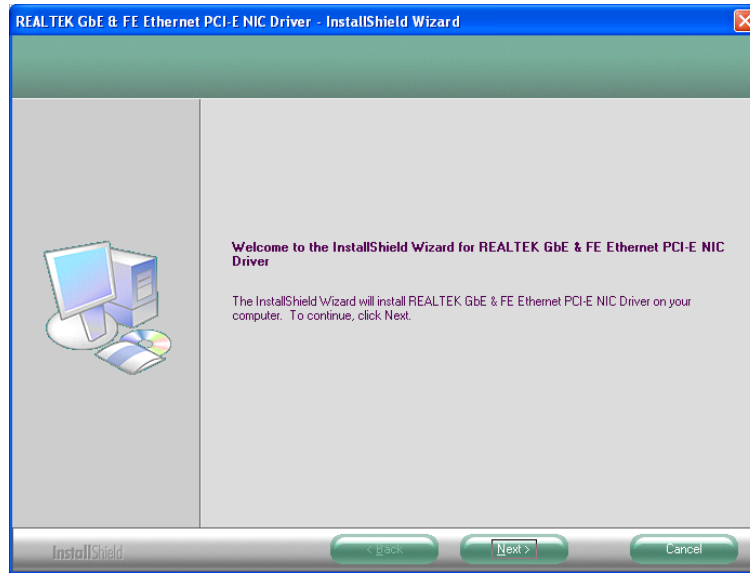 REALTEK GbE & FE Ethernet PCI-E NIC Driver - InstallShield Wizard
Welcome to the InstallShield Wizard for REALTEK GbE & FE Ethernet PCI-E NIC
Driver
The InstallShield Wizard will install REALTEK GbE & FE Ethernet PCI-E NIC Driver on your
computer. To continue, click Next.
InstallShield
< Back
Next >
Cancel